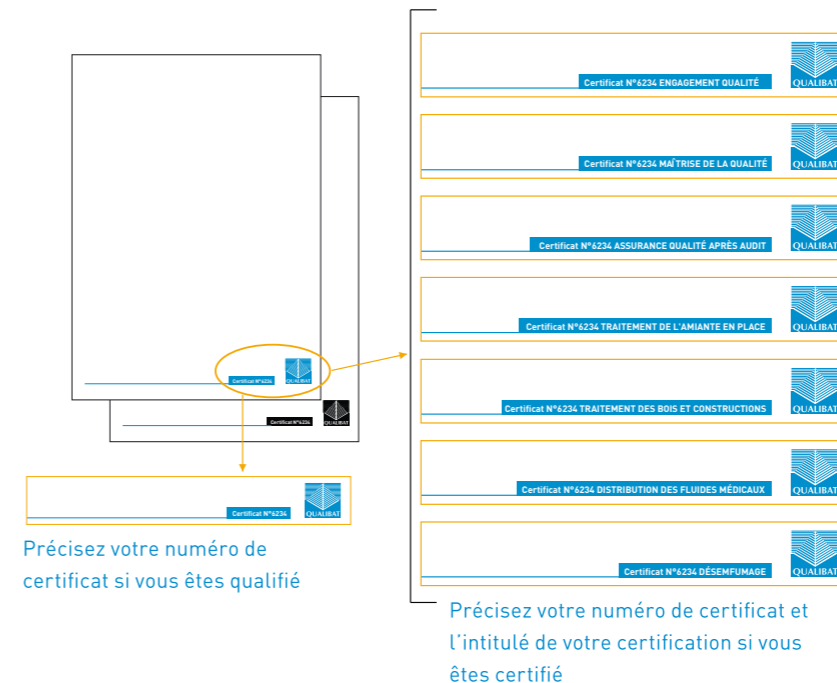 Certificat N°6234
QUALIBAT
Certificat N°6234
QUALIBAT
Certificat N°6234
QUALIBAT
Précisez votre numéro de
certificat si vous êtes qualifié
Certificat N°6234 ENGAGEMENT QUALITÉ
QUALIBAT
Certificat N°6234 MAÎTRISE DE LA QUALITÉ
QUALIBAT
Certificat N°6234 ASSURANCE QUALITÉ APRÈS AUDIT
QUALIBAT
Certificat N°6234 TRAITEMENT DE L'AMIANTE EN PLACE
QUALIBAT
Certificat N°6234 TRAITEMENT DES BOIS ET CONSTRUCTIONS
QUALIBAT
Certificat N°6234 DISTRIBUTION DES FLUIDES MÉDICAUX
QUALIBAT
Certificat N°6234 DÉSEMFUMAGE
QUALIBAT
Précisez votre numéro de certificat et
l'intitulé de votre certification si vous
êtes certifié